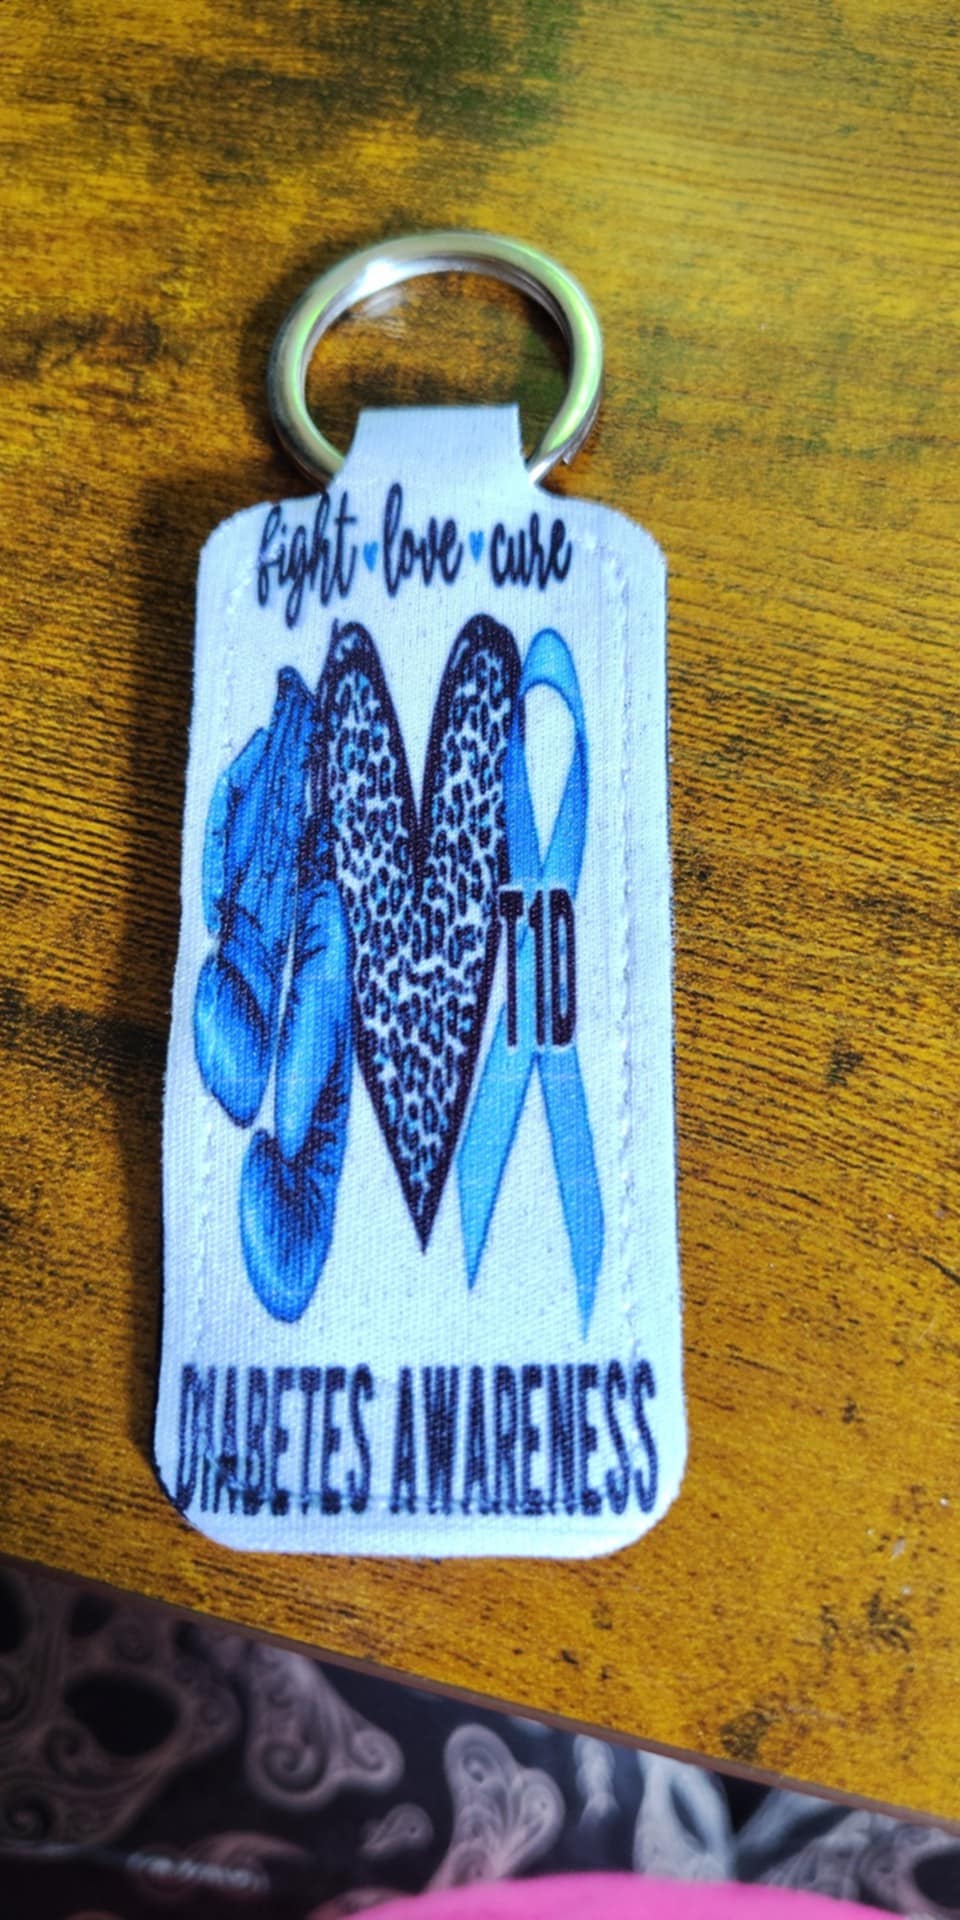 fight love cure
T1D
DIABETES AWARENESS